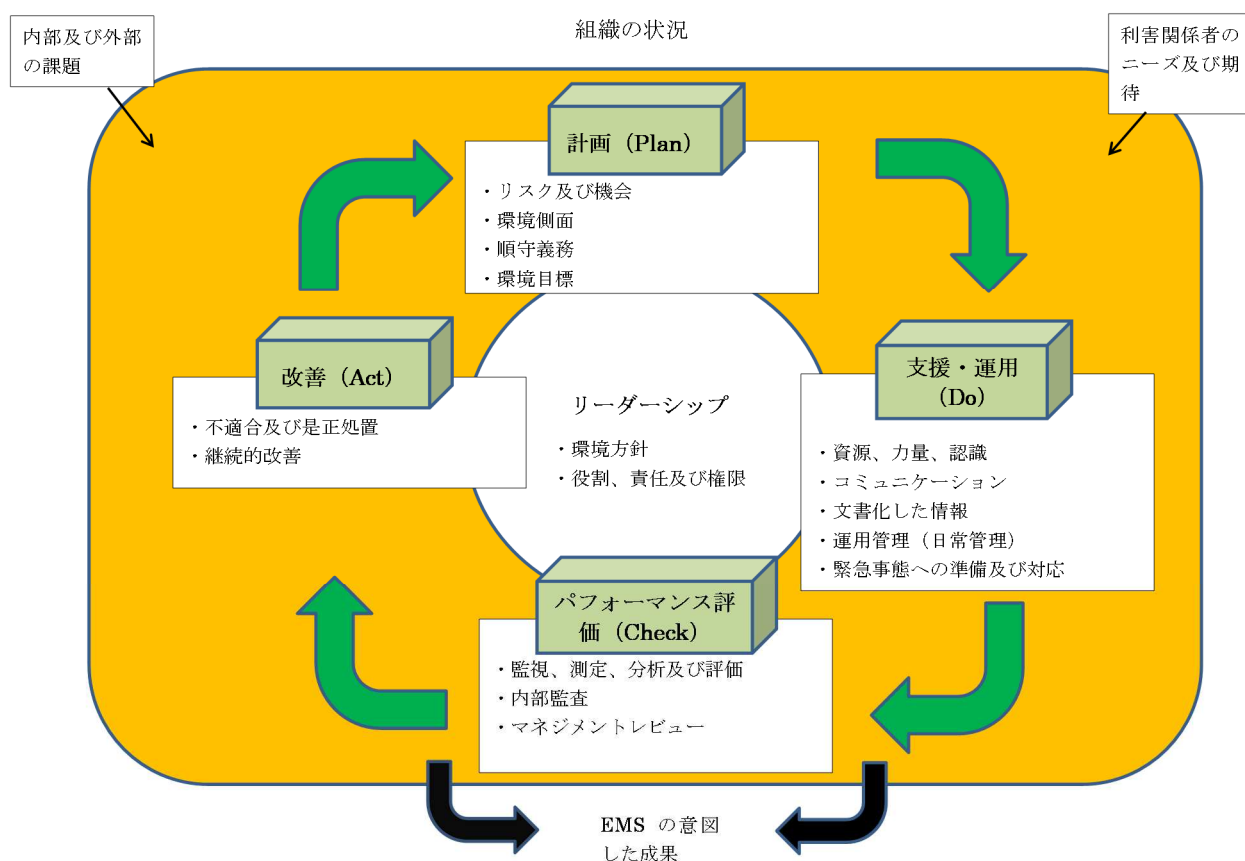 組織の状況
内部及び外部
の課題
利害関係者の
ニーズ及び期
待
計画（Plan）
・リスク及び機会
・環境側面
・順守義務
・環境目標
改善（Act）
・不適合及び是正処置
・継続的改善
リーダーシップ
・環境方針
・役割、責任及び権限
支援・運用
（Do）
・資源、力量、認識
・コミュニケーション
・文書化した情報
・運用管理（日常管理）
・緊急事態への準備及び対応
パフォーマンス評
価（Check）
・監視、測定、分析及び評価
・内部監査
・マネジメントレビュー
EMS の意図
した成果